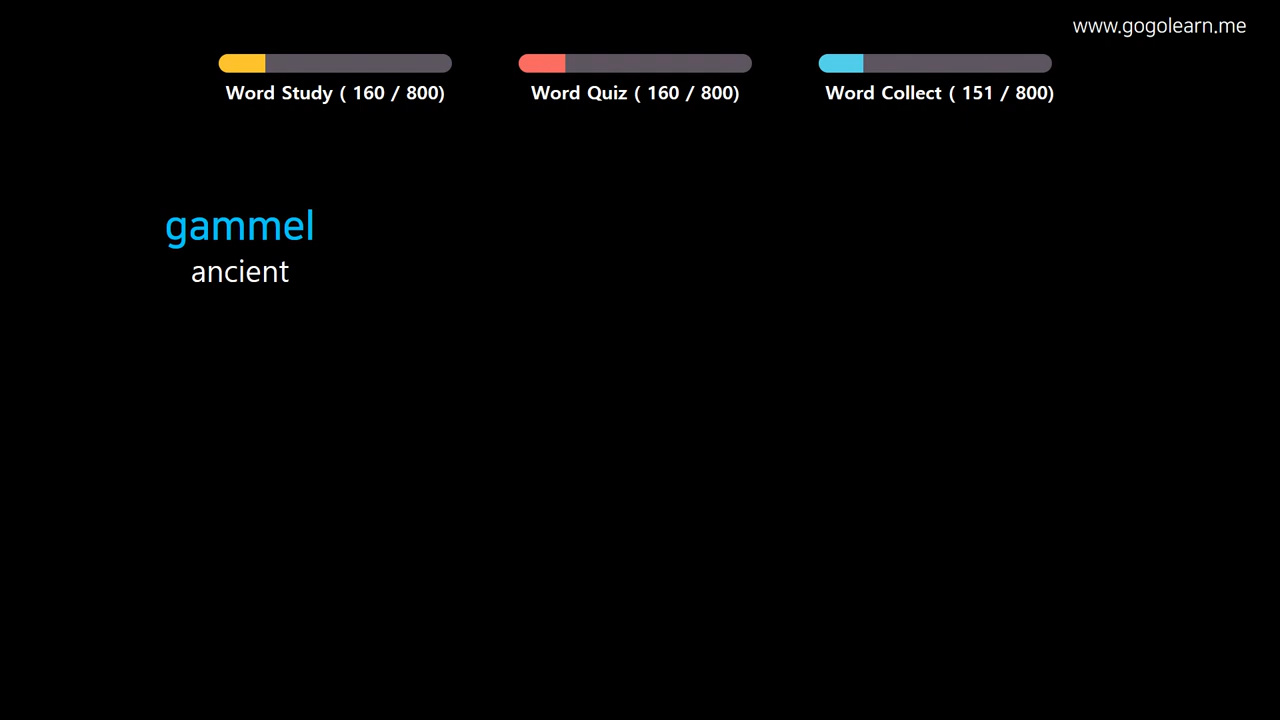 www.gogolearn.me
Word Study ( 160 / 800)
Word Quiz ( 160 / 800)
Word Collect ( 151 / 800)
gammel
ancient